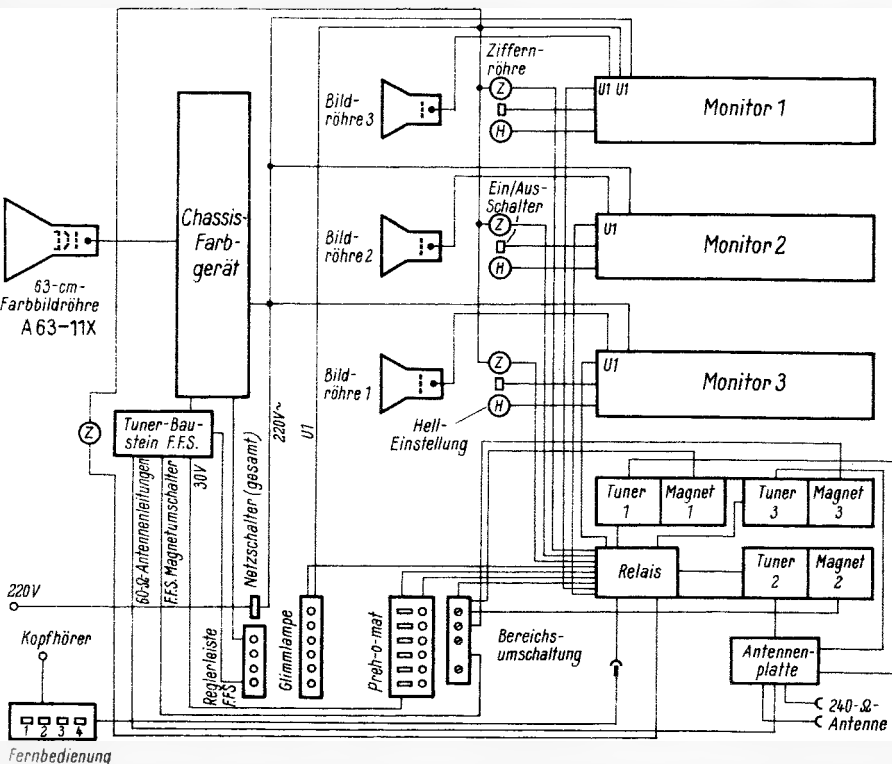 Ziffern-
röhre
Z
H
Bild-
röhre 3
U1 U1
Monitor 1
Chassis-
Farb-
gerät
Ein/Aus-
Schalter
Z
H
Bild-
röhre 2
U1
Monitor 2
63-cm-
Farbbildröhre
A 63-11X
Z
H
Bild-
röhre 1
U1
Monitor 3
Hell-
Einstellung
Z
Tuner-Bau-
stein F.F.S.
60-Ω-Antennenleitungen
F.F.S. Magnetumschalter
30V
Netzschalter (gesamt)
220V~
U1
Tuner
1
Magnet
1
Tuner
3
Magnet
3
Relais
Tuner
2
Magnet
2
220V
Kopfhörer
Reglerleiste
F.F.S
Glimmlampe
Preh-o-mat
Bereichs-
umschaltung
Antennen-
platte
240-Ω-
Antenne
1 2 3 4
Fernbedienung